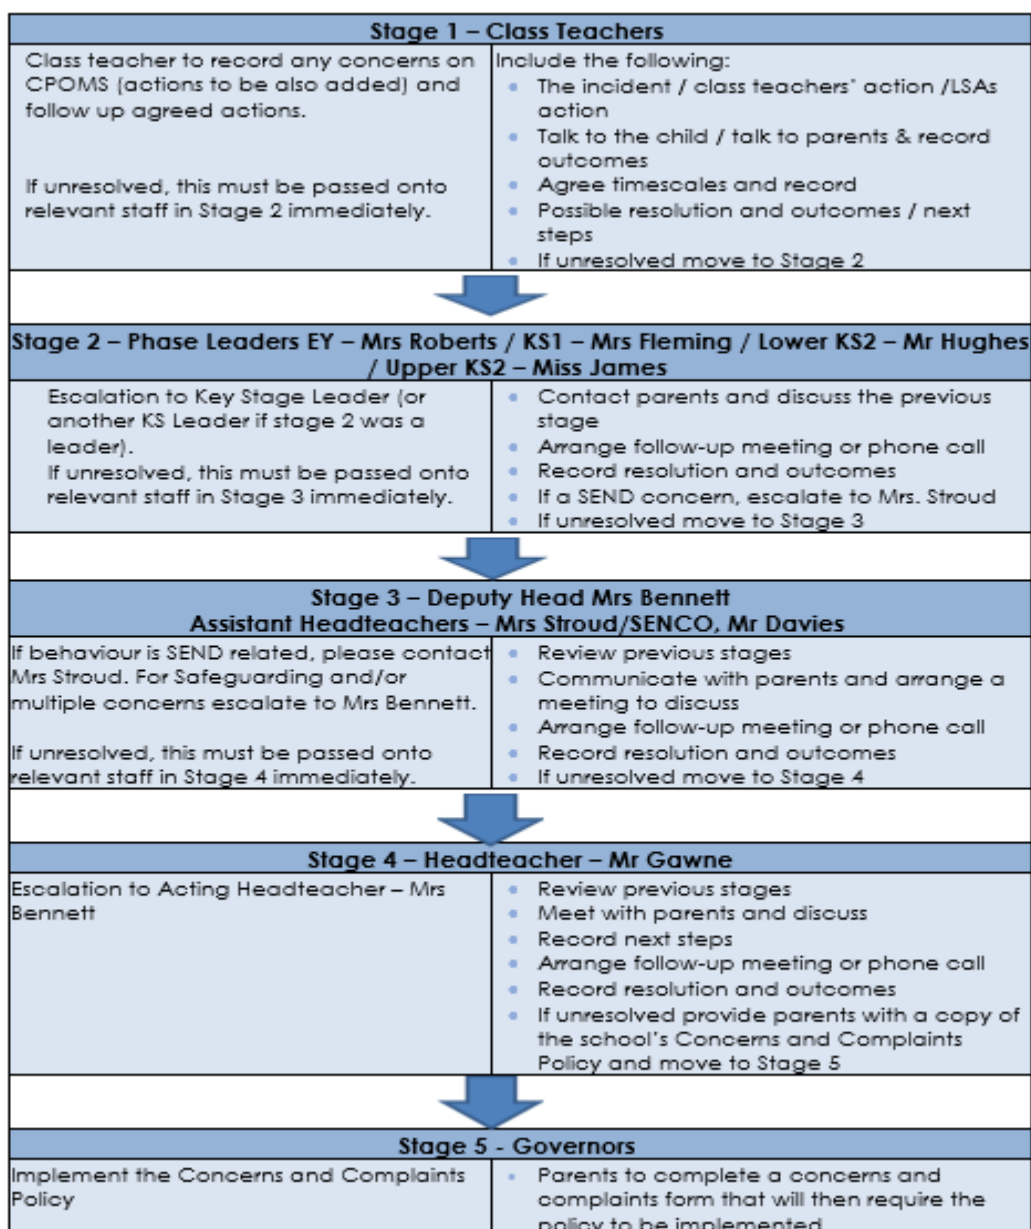 Stage 1 – Class Teachers
Class teacher to record any concerns on
CPOMS (actions to be also added) and
follow up agreed actions.
If unresolved, this must be passed onto
relevant staff in Stage 2 immediately.
Include the following:
• The incident / class teachers' action /LSAs
action
• Talk to the child / talk to parents & record
outcomes
• Agree timescales and record
• Possible resolution and outcomes / next
steps
• If unresolved move to Stage 2
Stage 2 – Phase Leaders EY – Mrs Roberts / KS1 – Mrs Fleming / Lower KS2 – Mr Hughes
/ Upper KS2 – Miss James
Escalation to Key Stage Leader (or
another KS Leader if stage 2 was a
leader).
If unresolved, this must be passed onto
relevant staff in Stage 3 immediately.
• Contact parents and discuss the previous
stage
• Arrange follow-up meeting or phone call
• Record resolution and outcomes
• If a SEND concern, escalate to Mrs. Stroud
• If unresolved move to Stage 3
Stage 3 – Deputy Head Mrs Bennett
Assistant Headteachers – Mrs Stroud/SENCO, Mr Davies
If behaviour is SEND related, please contact
Mrs Stroud. For Safeguarding and/or
multiple concerns escalate to Mrs Bennett.
If unresolved, this must be passed onto
relevant staff in Stage 4 immediately.
• Review previous stages
• Communicate with parents and arrange a
meeting to discuss
• Arrange follow-up meeting or phone call
• Record resolution and outcomes
• If unresolved move to Stage 4
Stage 4 – Headteacher – Mr Gawne
Escalation to Acting Headteacher – Mrs
Bennett
• Review previous stages
• Meet with parents and discuss
• Record next steps
• Arrange follow-up meeting or phone call
• Record resolution and outcomes
• If unresolved provide parents with a copy of
the school's Concerns and Complaints
Policy and move to Stage 5
Stage 5 - Governors
Implement the Concerns and Complaints
Policy
• Parents to complete a concerns and
complaints form that will then require the
policy to be implemented